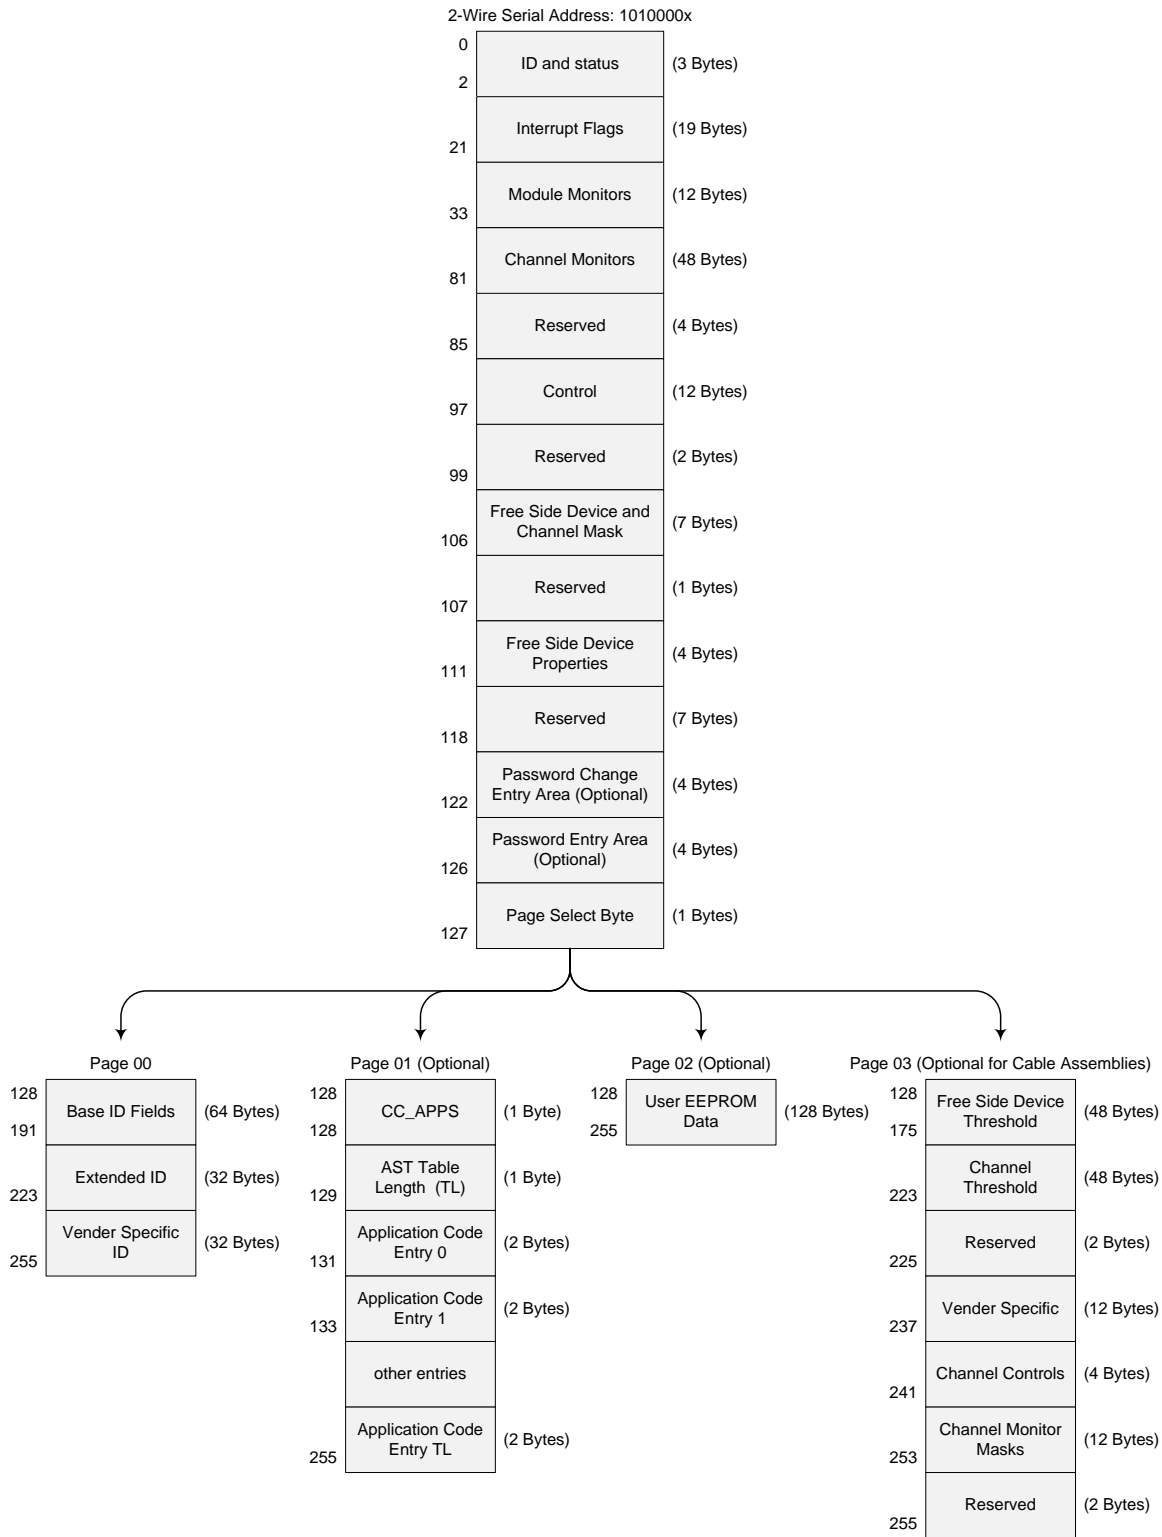 2-Wire Serial Address: 1010000x
0
ID and status
(3 Bytes)
2
Interrupt Flags
(19 Bytes)
21
Module Monitors
(12 Bytes)
33
Channel Monitors
(48 Bytes)
81
Reserved
(4 Bytes)
85
Control
(12 Bytes)
97
Reserved
(2 Bytes)
99
Free Side Device and
Channel Mask
(7 Bytes)
106
Reserved
(1 Bytes)
107
Free Side Device
Properties
(4 Bytes)
111
Reserved
(7 Bytes)
118
Password Change
Entry Area (Optional)
(4 Bytes)
122
Password Entry Area
(Optional)
(4 Bytes)
126
Page Select Byte
(1 Bytes)
127
Page 00
128
Base ID Fields
(64 Bytes)
191
Extended ID
(32 Bytes)
223
Vender Specific
ID
(32 Bytes)
255
Page 01 (Optional)
128
CC_APPS
(1 Byte)
128
AST Table
Length (TL)
(1 Byte)
129
Application Code
Entry 0
(2 Bytes)
131
Application Code
Entry 1
(2 Bytes)
133
other entries
Application Code
Entry TL
(2 Bytes)
255
Page 02 (Optional)
128
User EEPROM
Data
(128 Bytes)
255
Page 03 (Optional for Cable Assemblies)
128
Free Side Device
Threshold
(48 Bytes)
175
Channel
Threshold
(48 Bytes)
223
Reserved
(2 Bytes)
225
Vender Specific
(12 Bytes)
237
Channel Controls
(4 Bytes)
241
Channel Monitor
Masks
(12 Bytes)
253
Reserved
(2 Bytes)
255